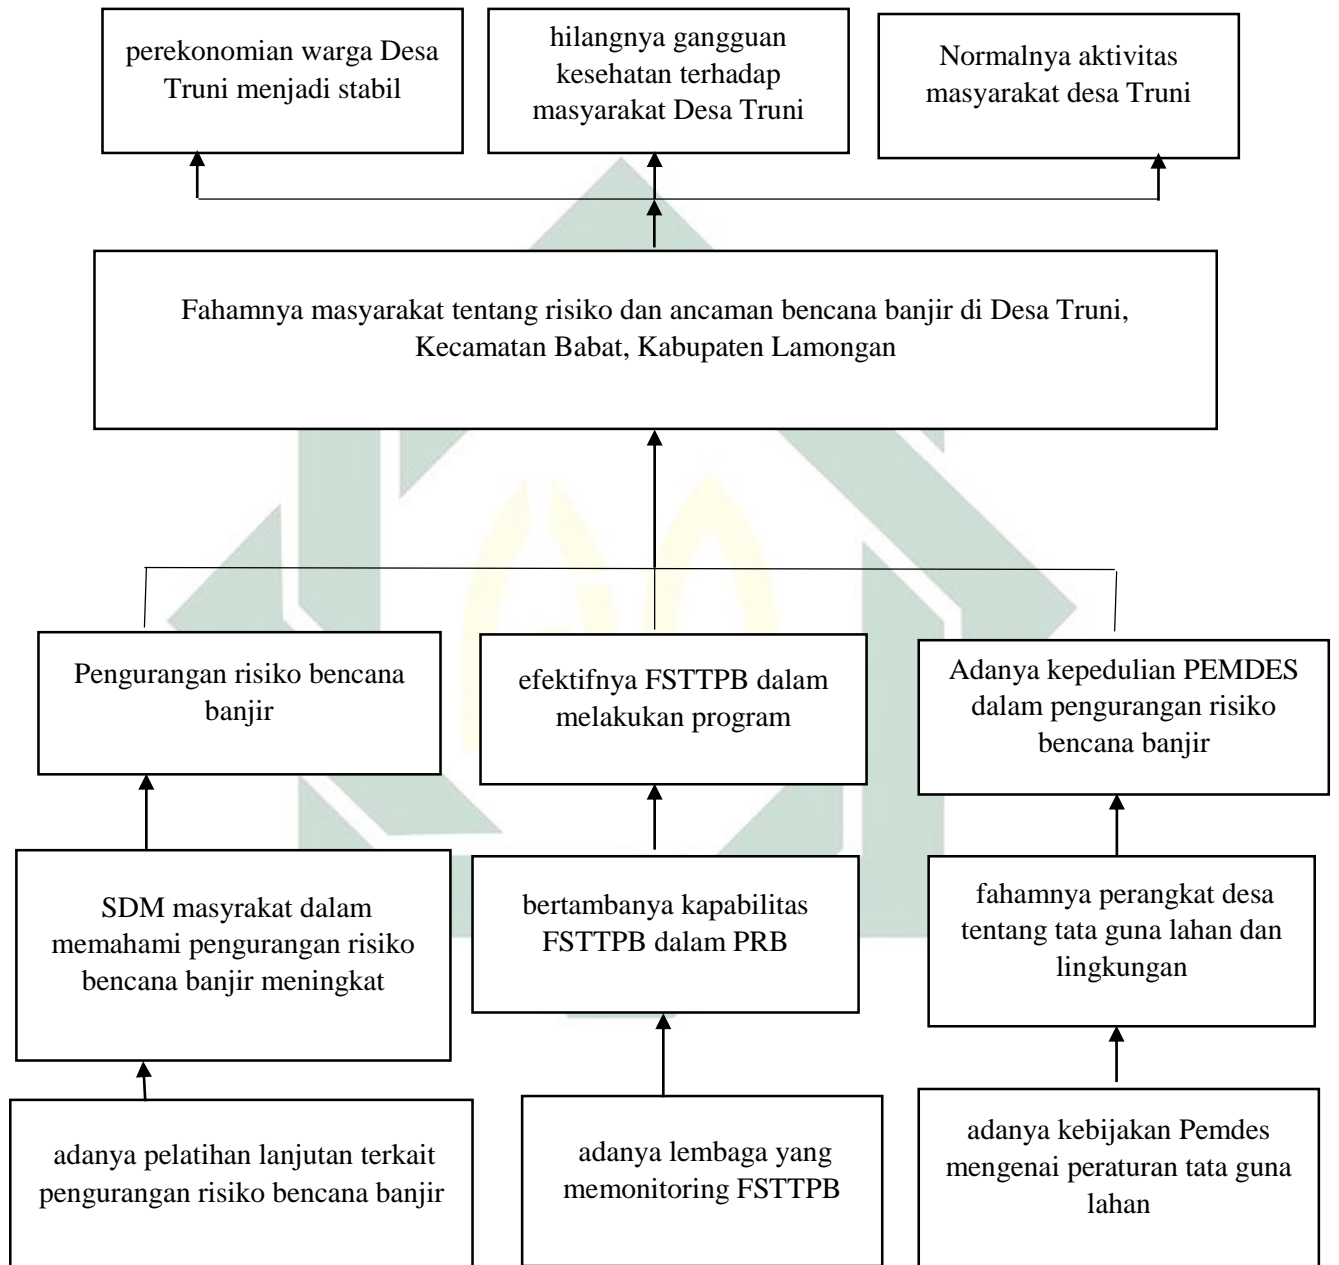 perekonomian warga Desa
Truni menjadi stabil
hilangnya gangguan
kesehatan terhadap
masyarakat Desa Truni
Normalnya aktivitas
masyarakat desa Truni
Fahamnya masyarakat tentang risiko dan ancaman bencana banjir di Desa Truni,
Kecamatan Babat, Kabupaten Lamongan
Pengurangan risiko bencana
banjir
efektifnya FSTTPB dalam
melakukan program
Adanya kepedulian PEMDES
dalam pengurangan risiko
bencana banjir
SDM masyrakat dalam
memahami pengurangan risiko
bencana banjir meningkat
bertambanya kapabilitas
FSTTPB dalam PRB
fahamnya perangkat desa
tentang tata guna lahan dan
lingkungan
adanya pelatihan lanjutan terkait
pengurangan risiko bencana banjir
adanya lembaga yang
memonitoring FSTTPB
adanya kebijakan Pemdes
mengenai peraturan tata guna
lahan